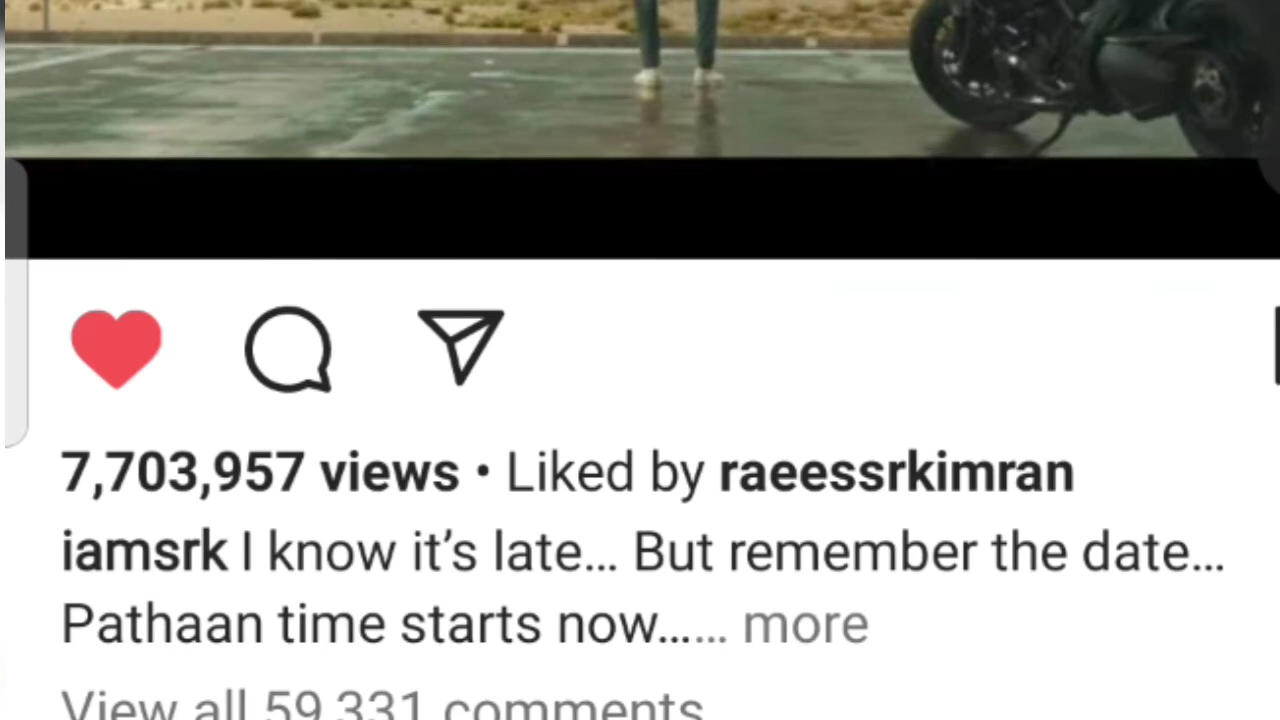 7,703,957 views • Liked by raeessrkimran
iamsrk I know it’s late… But remember the date…
Pathaan time starts now…… more
View all 59,331 comments